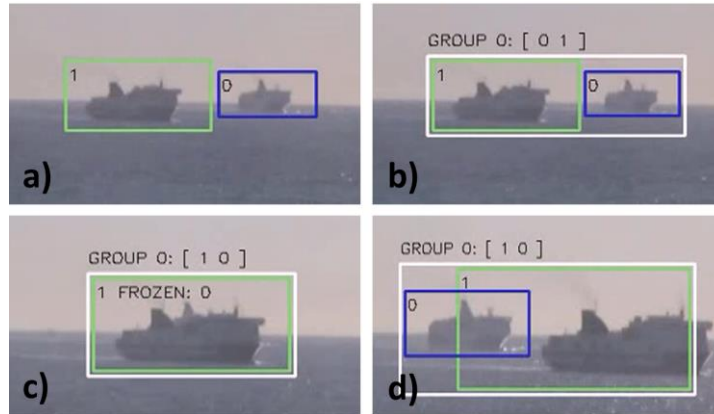 1
0
a)
GROUP 0: [ 0 1 ]
1
0
b)
GROUP 0: [ 1 0 ]
1 FROZEN: 0
c)
GROUP 0: [ 1 0 ]
1
0
d)